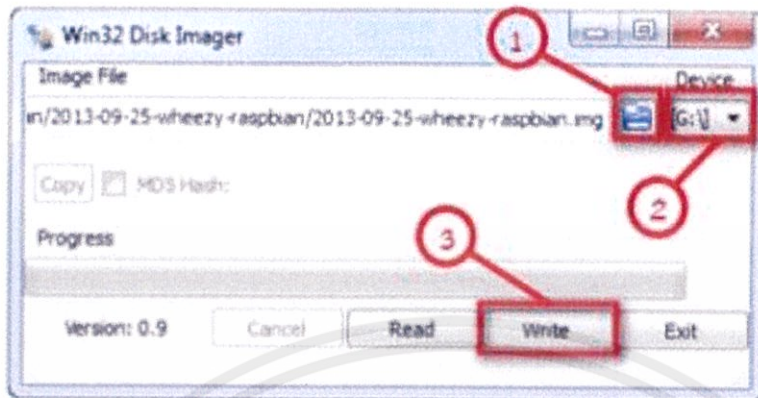 Win32 Disk Imager
1
Image File
Device
in/2013-09-25-wheezy-raspbian/2013-09-25-wheezy-raspbian.img
[G:\]
Copy
MD5 Hash:
2
Progress
3
Version: 0.9
Cancel
Read
Write
Exit